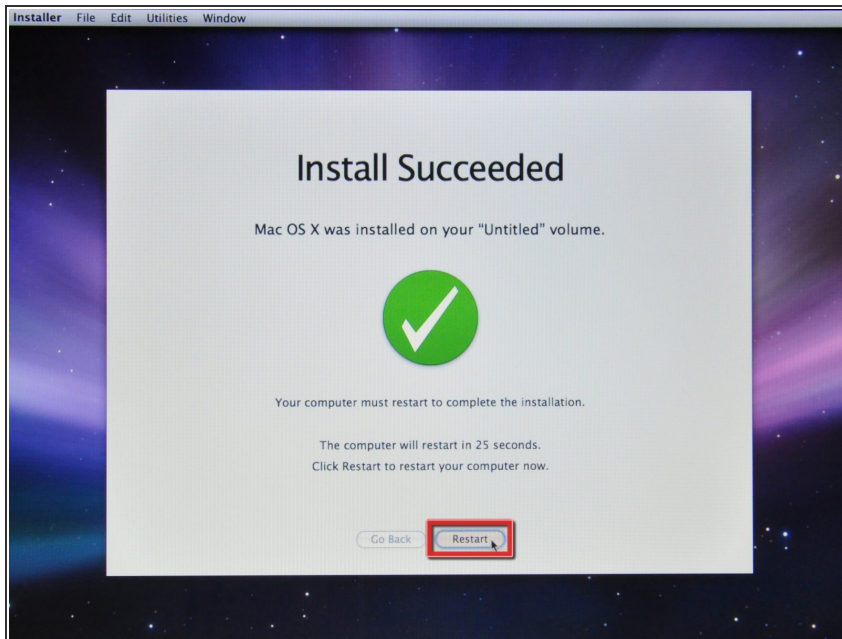 Installer File Edit Utilities Window
Install Succeeded
Mac OS X was installed on your “Untitled” volume.
Your computer must restart to complete the installation.
The computer will restart in 25 seconds.
Click Restart to restart your computer now.
Go Back Restart